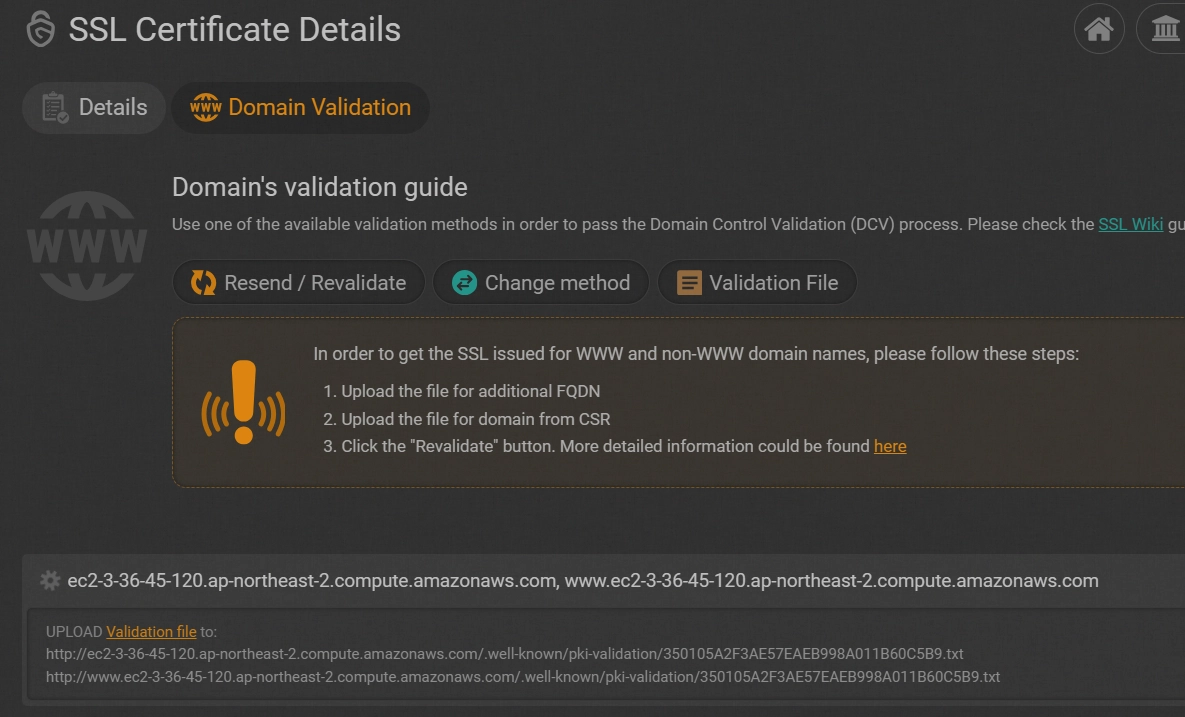 SSL Certificate Details
Details
WWW Domain Validation
WWW
Domain's validation guide
Use one of the available validation methods in order to pass the Domain Control Validation (DCV) process. Please check the SSL Wiki gu
Resend / Revalidate
Change method
Validation File
In order to get the SSL issued for WWW and non-WWW domain names, please follow these steps:
1. Upload the file for additional FQDN
2. Upload the file for domain from CSR
3. Click the "Revalidate" button. More detailed information could be found here
ec2-3-36-45-120.ap-northeast-2.compute.amazonaws.com, www.ec2-3-36-45-120.ap-northeast-2.compute.amazonaws.com
UPLOAD Validation file to:
http://ec2-3-36-45-120.ap-northeast-2.compute.amazonaws.com/.well-known/pki-validation/350105A2F3AE57EAEB998A011B60C5B9.txt
http://www.ec2-3-36-45-120.ap-northeast-2.compute.amazonaws.com/.well-known/pki-validation/350105A2F3AE57EAEB998A011B60C5B9.txt